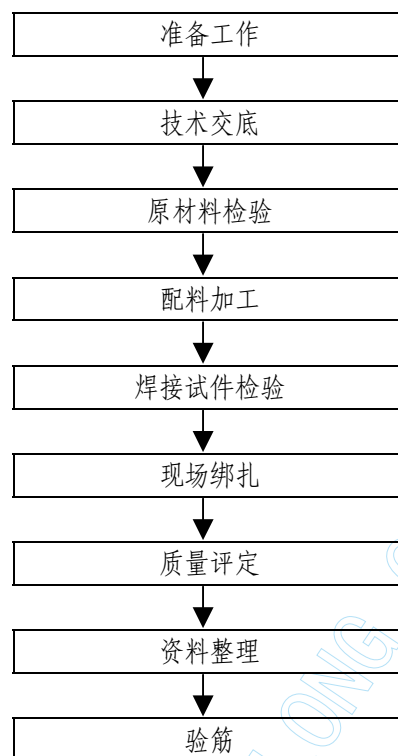 准备工作
技术交底
原材料检验
配料加工
焊接试件检验
现场绑扎
质量评定
资料整理
验筋
ONG